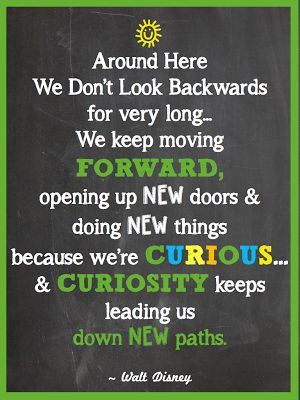 Around Here
We Don't Look Backwards
for very long...
We keep moving
FORWARD,
opening up NEW doors &
doing NEW things
because we're CURIOUS...
& CURIOSITY keeps
leading us
down NEW paths.
~ Walt Disney